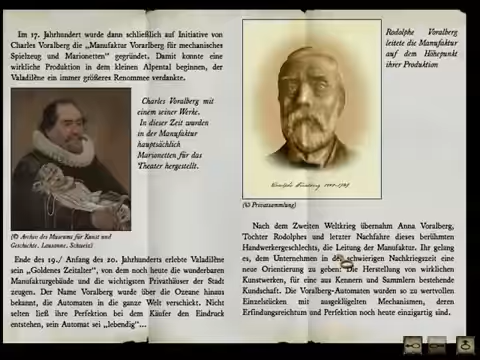 Im 17. Jahrhundert wurde dann schließlich auf Initiative von
Charles Voralberg die „Manufaktur Vorarlberg für mechanisches
Spielzeug und Marionetten“ gegründet. Damit konnte eine
wirkliche Produktion in dem kleinen Alpental beginnen, der
Valadilène ein immer größeres Renommee verdankte.
Charles Voralberg mit
einem seiner Werke.
In dieser Zeit wurden
in der Manufaktur
hauptsächlich
Marionetten für das
Theater hergestellt.
(© Archiv des Museums für Kunst und
Geschichte, Lausanne, Schweiz)
Ende des 19./ Anfang des 20. Jahrhunderts erlebte Valadilène
sein „Goldenes Zeitalter“, von dem noch heute die wunderbaren
Manufakturgebäude und die wichtigsten Privathäuser der Stadt
zeugen. Der Name Voralberg wurde über die Ozeane hinaus
bekannt, die Automaten in die ganze Welt verschickt. Nicht
selten ließ ihre Perfektion bei dem Käufer den Eindruck
entstehen, sein Automat sei „lebendig“...
Rodolphe Voralberg
leitete die Manufaktur
auf dem Höhepunkt
ihrer Produktion
(© Privatsammlung)
Nach dem Zweiten Weltkrieg übernahm Anna Voralberg,
Tochter Rodolphes und letzter Nachfahre dieses berühmten
Handwerkergeschlechts, die Leitung der Manufaktur. Ihr gelang
es, dem Unternehmen in der schwierigen Nachkriegszeit eine
neue Orientierung zu geben: Die Herstellung von wirklichen
Kunstwerken, für eine aus Kennern und Sammlern bestehende
Kundschaft. Die Voralberg-Automaten wurden so zu wertvollen
Einzelstücken mit ausgeklügelten Mechanismen, deren
Erfindungsreichtum und Perfektion noch heute einzigartig sind.